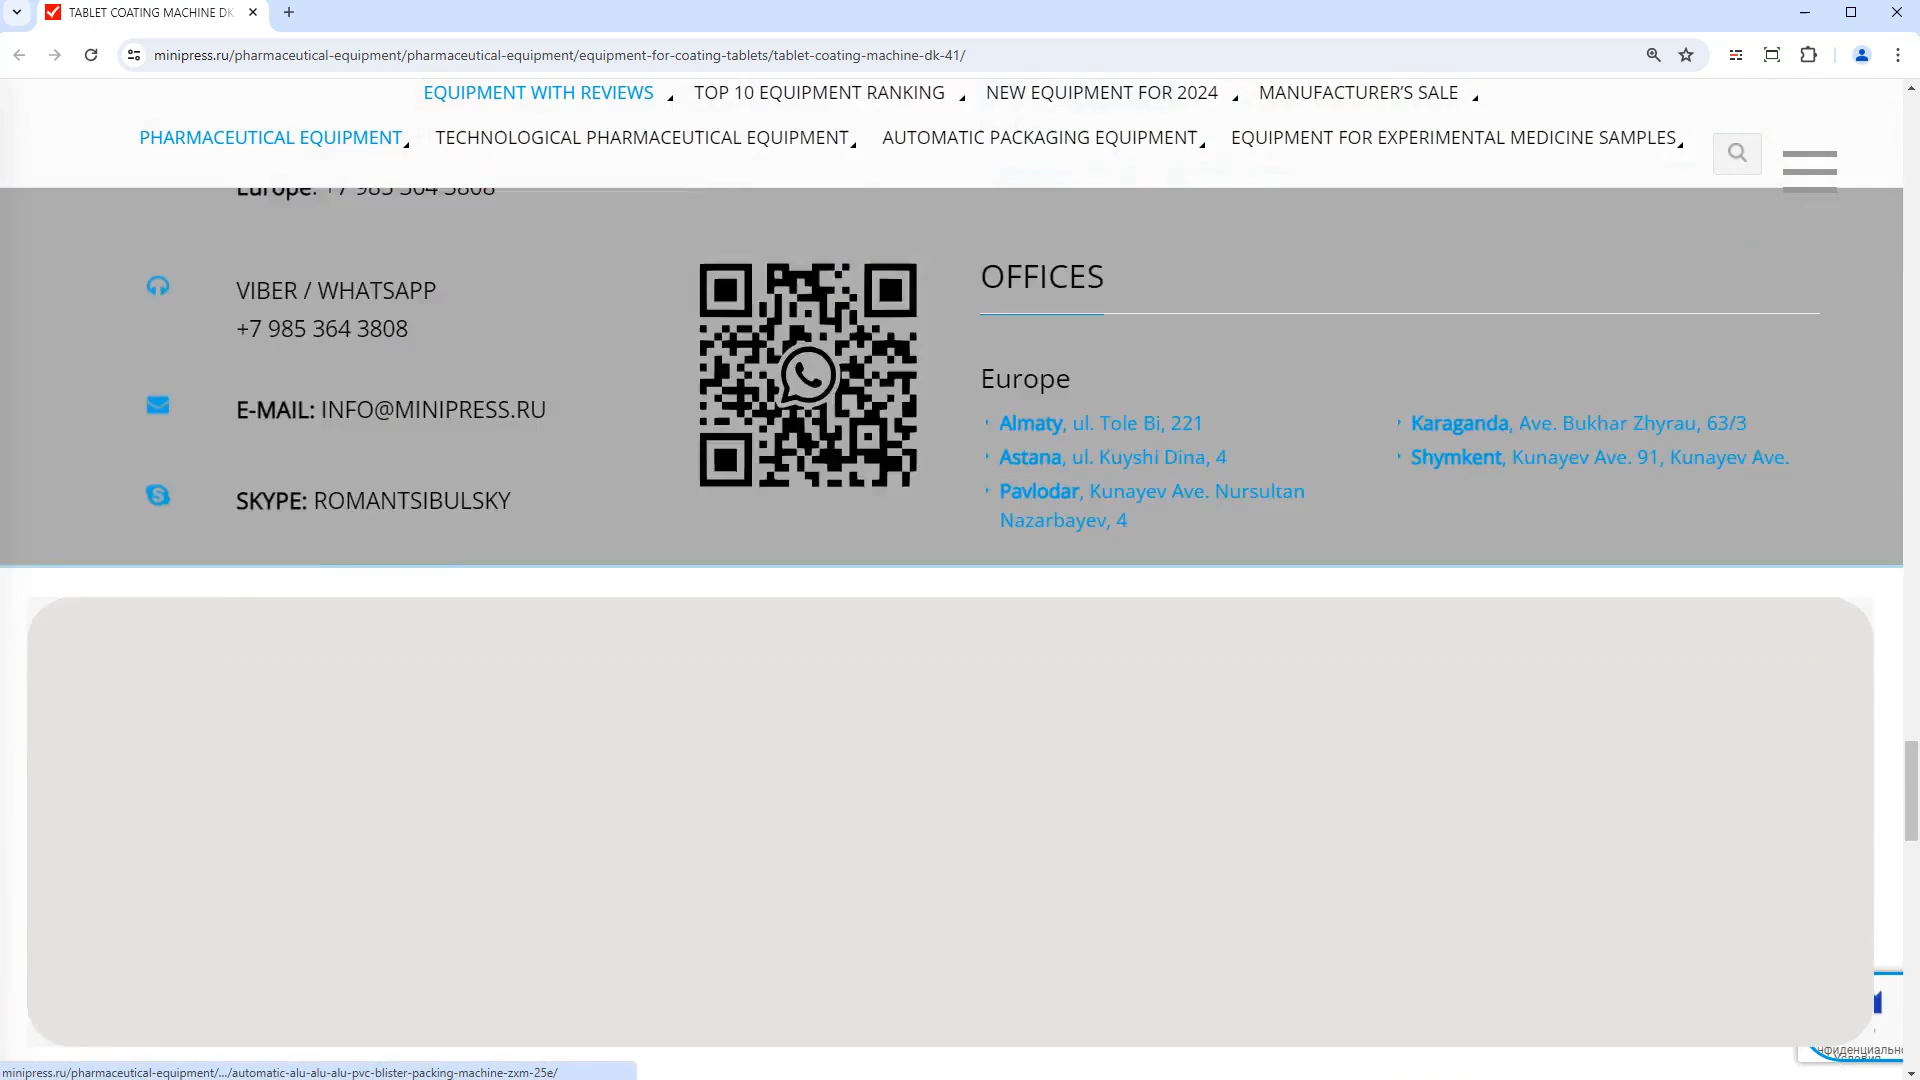 TABLET COATING MACHINE DK
minipress.ru/pharmaceutical-equipment/pharmaceutical-equipment/equipment-for-coating-tablets/tablet-coating-machine-dk-41/
EQUIPMENT WITH REVIEWS TOP 10 EQUIPMENT RANKING NEW EQUIPMENT FOR 2024 MANUFACTURER'S SALE
PHARMACEUTICAL EQUIPMENT TECHNOLOGICAL PHARMACEUTICAL EQUIPMENT AUTOMATIC PACKAGING EQUIPMENT EQUIPMENT FOR EXPERIMENTAL MEDICINE SAMPLES
Europe: +7 985 364 3808
VIBER / WHATSAPP
+7 985 364 3808
E-MAIL: INFO@MINIPRESS.RU
SKYPE: ROMANTSIBULSKY
OFFICES
Europe
Almaty, ul. Tole Bi, 221
Astana, ul. Kuyshi Dina, 4
Pavlodar, Kunayev Ave. Nursultan
Nazarbayev, 4
Karaganda, Ave. Bukhar Zhyrau, 63/3
Shymkent, Kunayev Ave. 91, Kunayev Ave.
minipress.ru/pharmaceutical-equipment/.../automatic-alu-alu-alu-pvc-blister-packing-machine-zxm-25e/